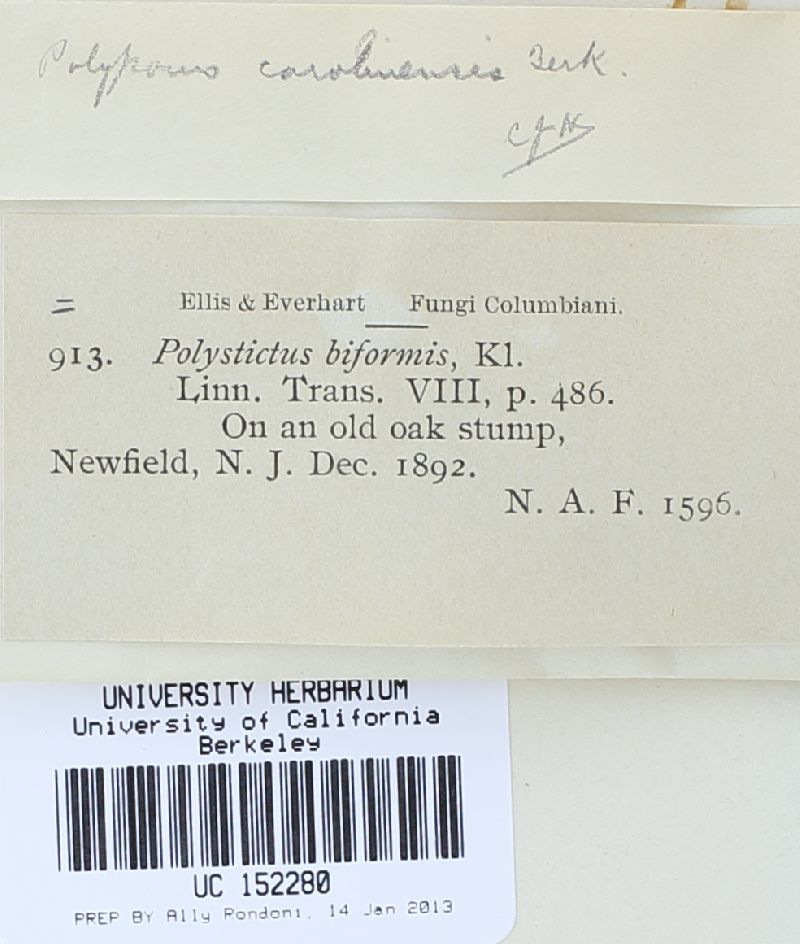 Polyporus carolinensis Berk.
=
Ellis & Everhart Fungi Columbiani.
913. Polystictus biformis, Kl.
Linn. Trans. VIII, p. 486.
On an old oak stump,
Newfield, N. J. Dec. 1892.
N. A. F. 1596.
UNIVERSITY HERBARIUM
University of California
Berkeley
UC 152280
PREP BY Ally Rondoni, 14 Jan 2013